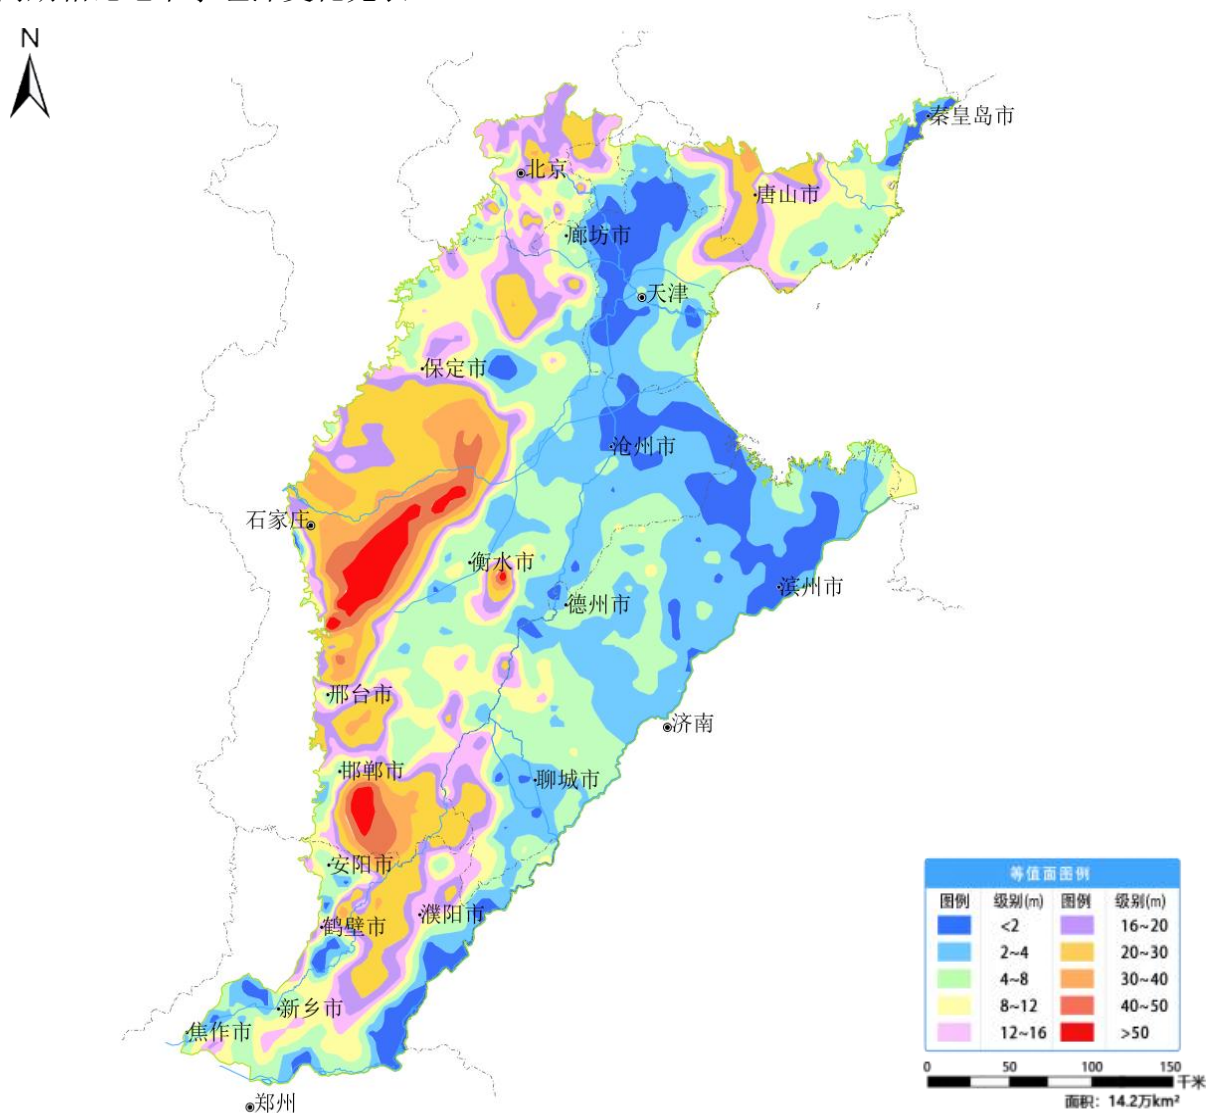 N
秦皇岛市
北京
唐山市
廊坊市
天津
保定市
沧州市
石家庄
衡水市
德州市
滨州市
邢台市
济南
邯郸市
聊城市
安阳市
濮阳市
鹤壁市
新乡市
焦作市
郑州
等值面图例
图例 级别(m) 图例 级别(m)
<2 16~20
2~4 20~30
4~8 30~40
8~12 40~50
12~16 >50
0 50 100 150
千米
面积：14.2万km²